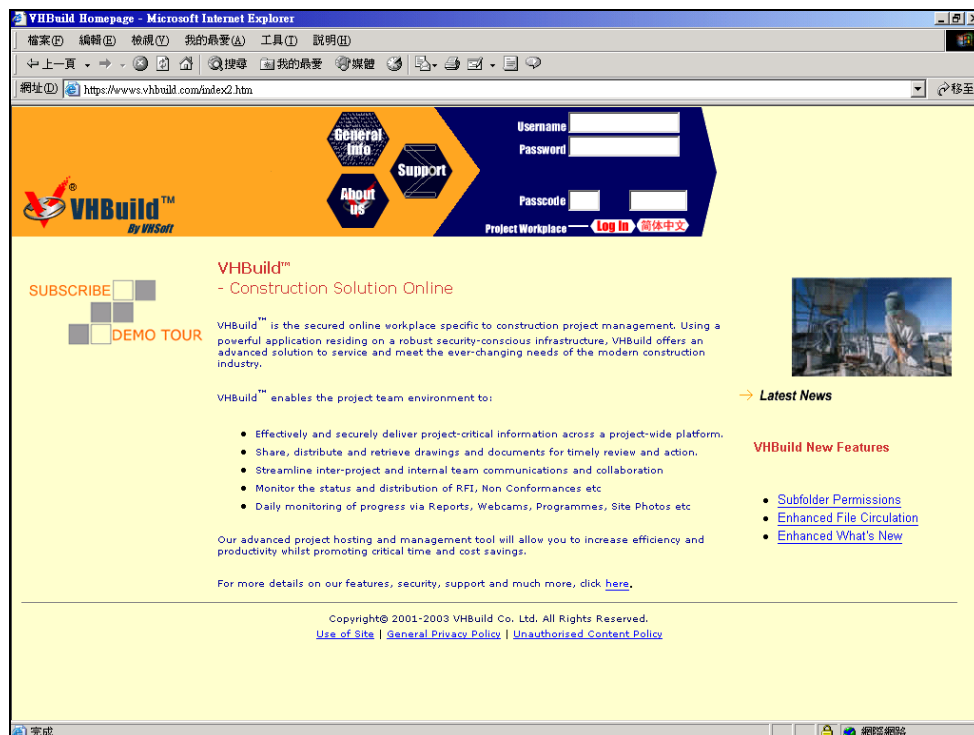 VHBuild Homepage - Microsoft Internet Explorer
檔案(F) 編輯(E) 檢視(V) 我的最愛(A) 工具(T) 說明(H)
上一頁 搜尋 我的最愛 媒體
網址(D) https://wwws.vhbuild.com/index2.htm 移至
General Info
Support
About us
Username
Password
Passcode
Project Workplace Log In 简体中文
VHBuild™
By VHSoft
SUBSCRIBE
DEMO TOUR
VHBuild™
- Construction Solution Online
VHBuild™ is the secured online workplace specific to construction project management. Using a
powerful application residing on a robust security-conscious infrastructure, VHBuild offers an
advanced solution to service and meet the ever-changing needs of the modern construction
industry.
VHBuild™ enables the project team environment to:
• Effectively and securely deliver project-critical information across a project-wide platform.
• Share, distribute and retrieve drawings and documents for timely review and action.
• Streamline inter-project and internal team communications and collaboration
• Monitor the status and distribution of RFI, Non Conformances etc
• Daily monitoring of progress via Reports, Webcams, Programmes, Site Photos etc
Our advanced project hosting and management tool will allow you to increase efficiency and
productivity whilst promoting critical time and cost savings.
For more details on our features, security, support and much more, click here.
→ Latest News
VHBuild New Features
• Subfolder Permissions
• Enhanced File Circulation
• Enhanced What's New
Copyright© 2001-2003 VHBuild Co. Ltd. All Rights Reserved.
Use of Site | General Privacy Policy | Unauthorised Content Policy
完成 網際網路